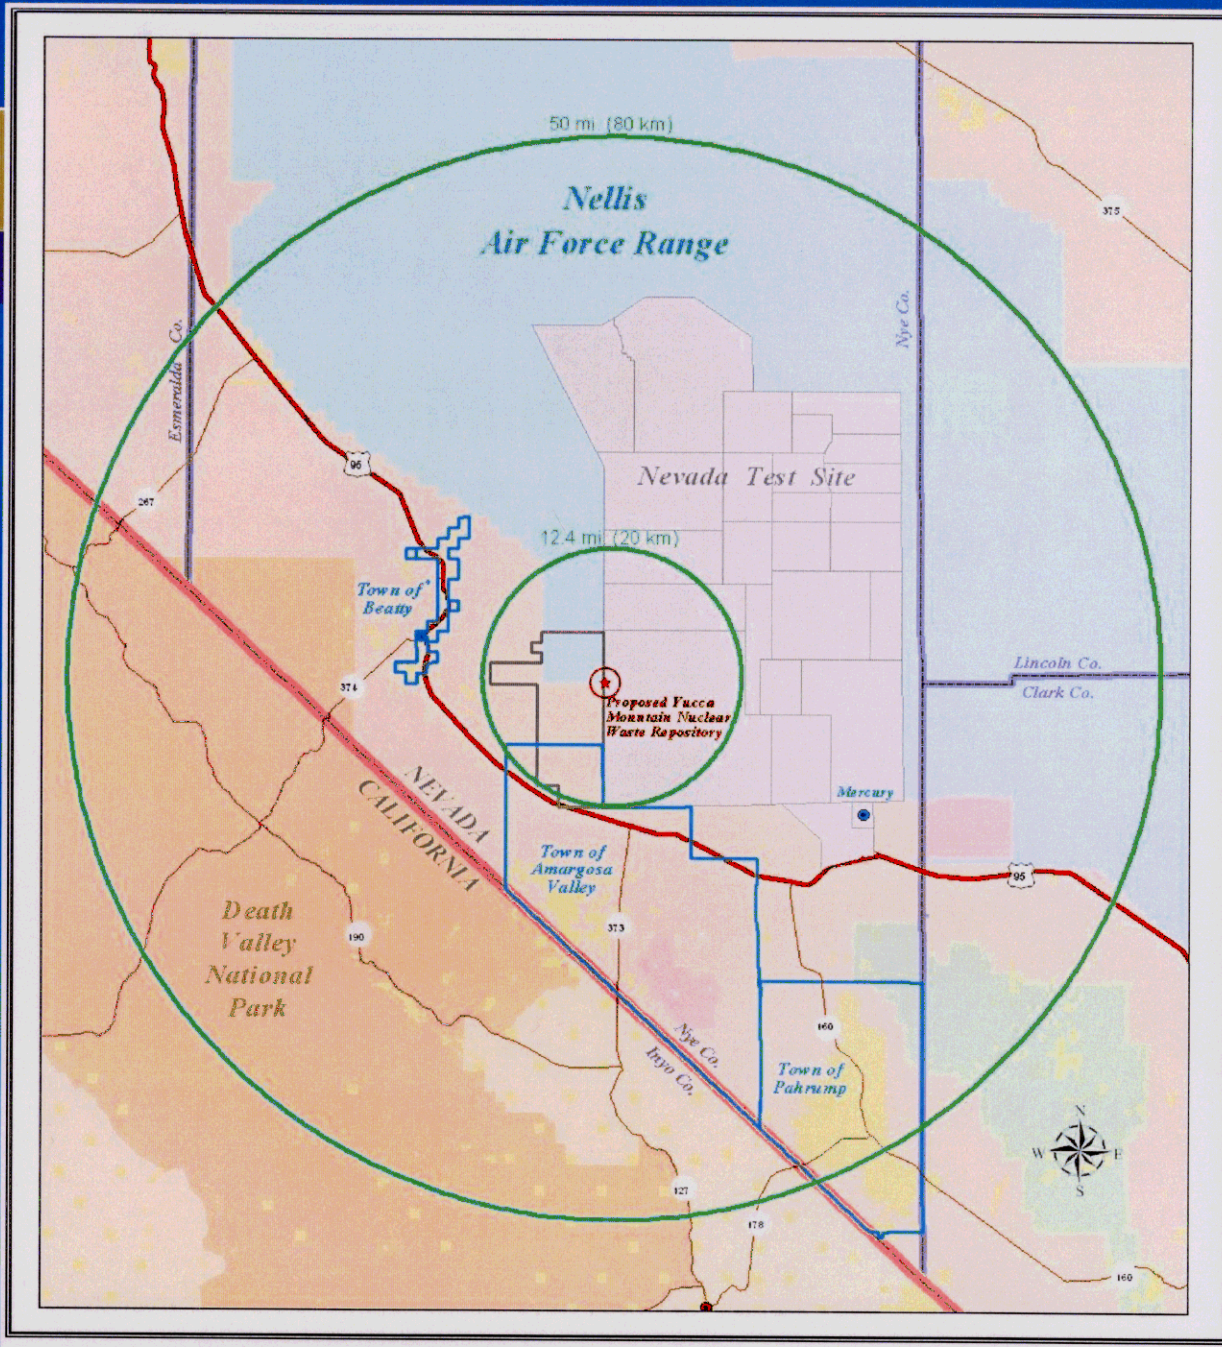 50 mi. (80 km)
Nellis
Air Force Range
375
Nye Co.
Esmeralda Co.
95
Nevada Test Site
267
12.4 mi. (20 km)
Town of
Beatty
374
Lincoln Co.
Clark Co.
Proposed Yucca
Mountain Nuclear
Waste Repository
NEVADA
CALIFORNIA
Mercury
Town of
Amargosa
Valley
95
Death
Valley
National
Park
190
373
160
Nye Co.
Inyo Co.
Town of
Pahrump
N
W E
S
127
178
160